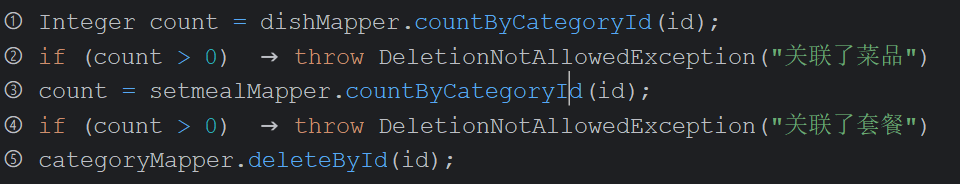 ① Integer count = dishMapper.countByCategoryId(id);
② if (count > 0) → throw DeletionNotAllowedException("关联了菜品")
③ count = setmealMapper.countByCategoryId(id);
④ if (count > 0) → throw DeletionNotAllowedException("关联了套餐")
⑤ categoryMapper.deleteById(id);